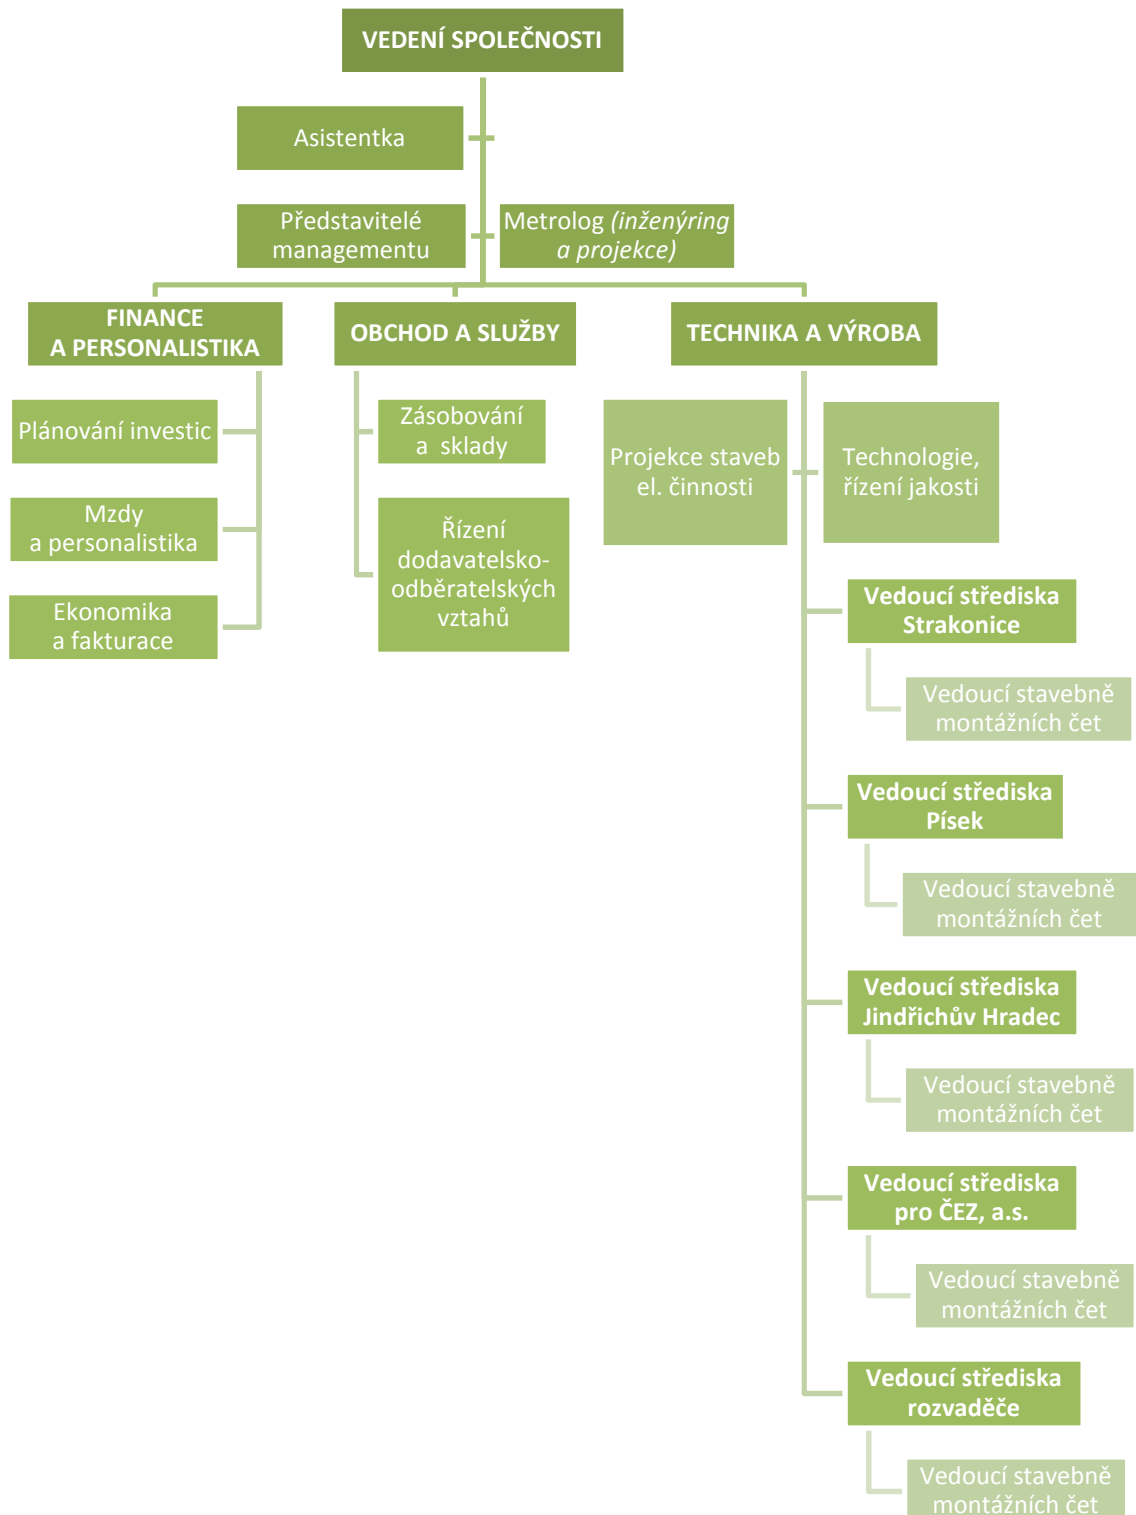 VEDENÍ SPOLEČNOSTI
Asistentka
Představitelé
managementu
Metrolog (inženýring
a projekce)
FINANCE
A PERSONALISTIKA
OBCHOD A SLUŽBY
TECHNIKA A VÝROBA
Plánování investic
Mzdy
a personalistika
Ekonomika
a fakturace
Zásobování
a sklady
Řízení
dodavatelsko-
odběratelských
vztahů
Projekce staveb
el. činnosti
Technologie,
řízení jakosti
Vedoucí střediska
Strakonice
Vedoucí stavebně
montážních čet
Vedoucí střediska
Písek
Vedoucí stavebně
montážních čet
Vedoucí střediska
Jindřichův Hradec
Vedoucí stavebně
montážních čet
Vedoucí střediska
pro ČEZ, a.s.
Vedoucí stavebně
montážních čet
Vedoucí střediska
rozvaděče
Vedoucí stavebně
montážních čet